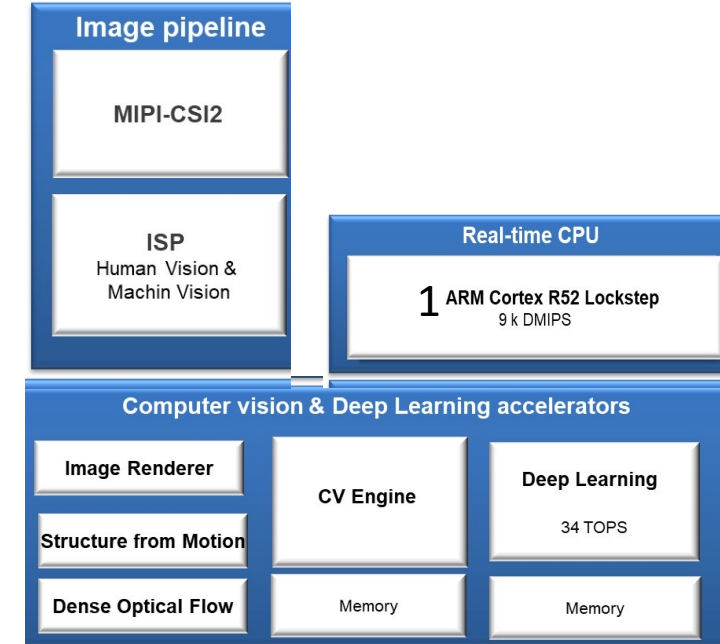 Image pipeline
MIPI-CSI2
ISP
Human Vision &
Machin Vision
Real-time CPU
1 ARM Cortex R52 Lockstep
9 k DMIPS
Computer vision & Deep Learning accelerators
Image Renderer
Structure from Motion
Dense Optical Flow
CV Engine
Memory
Deep Learning
34 TOPS
Memory